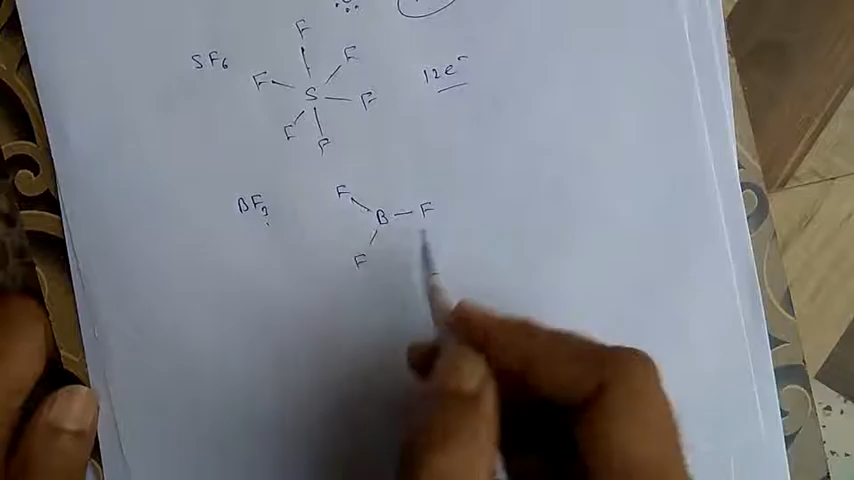 F
SF6 F F
S F 12e-
F F
BF3 F
B F
F